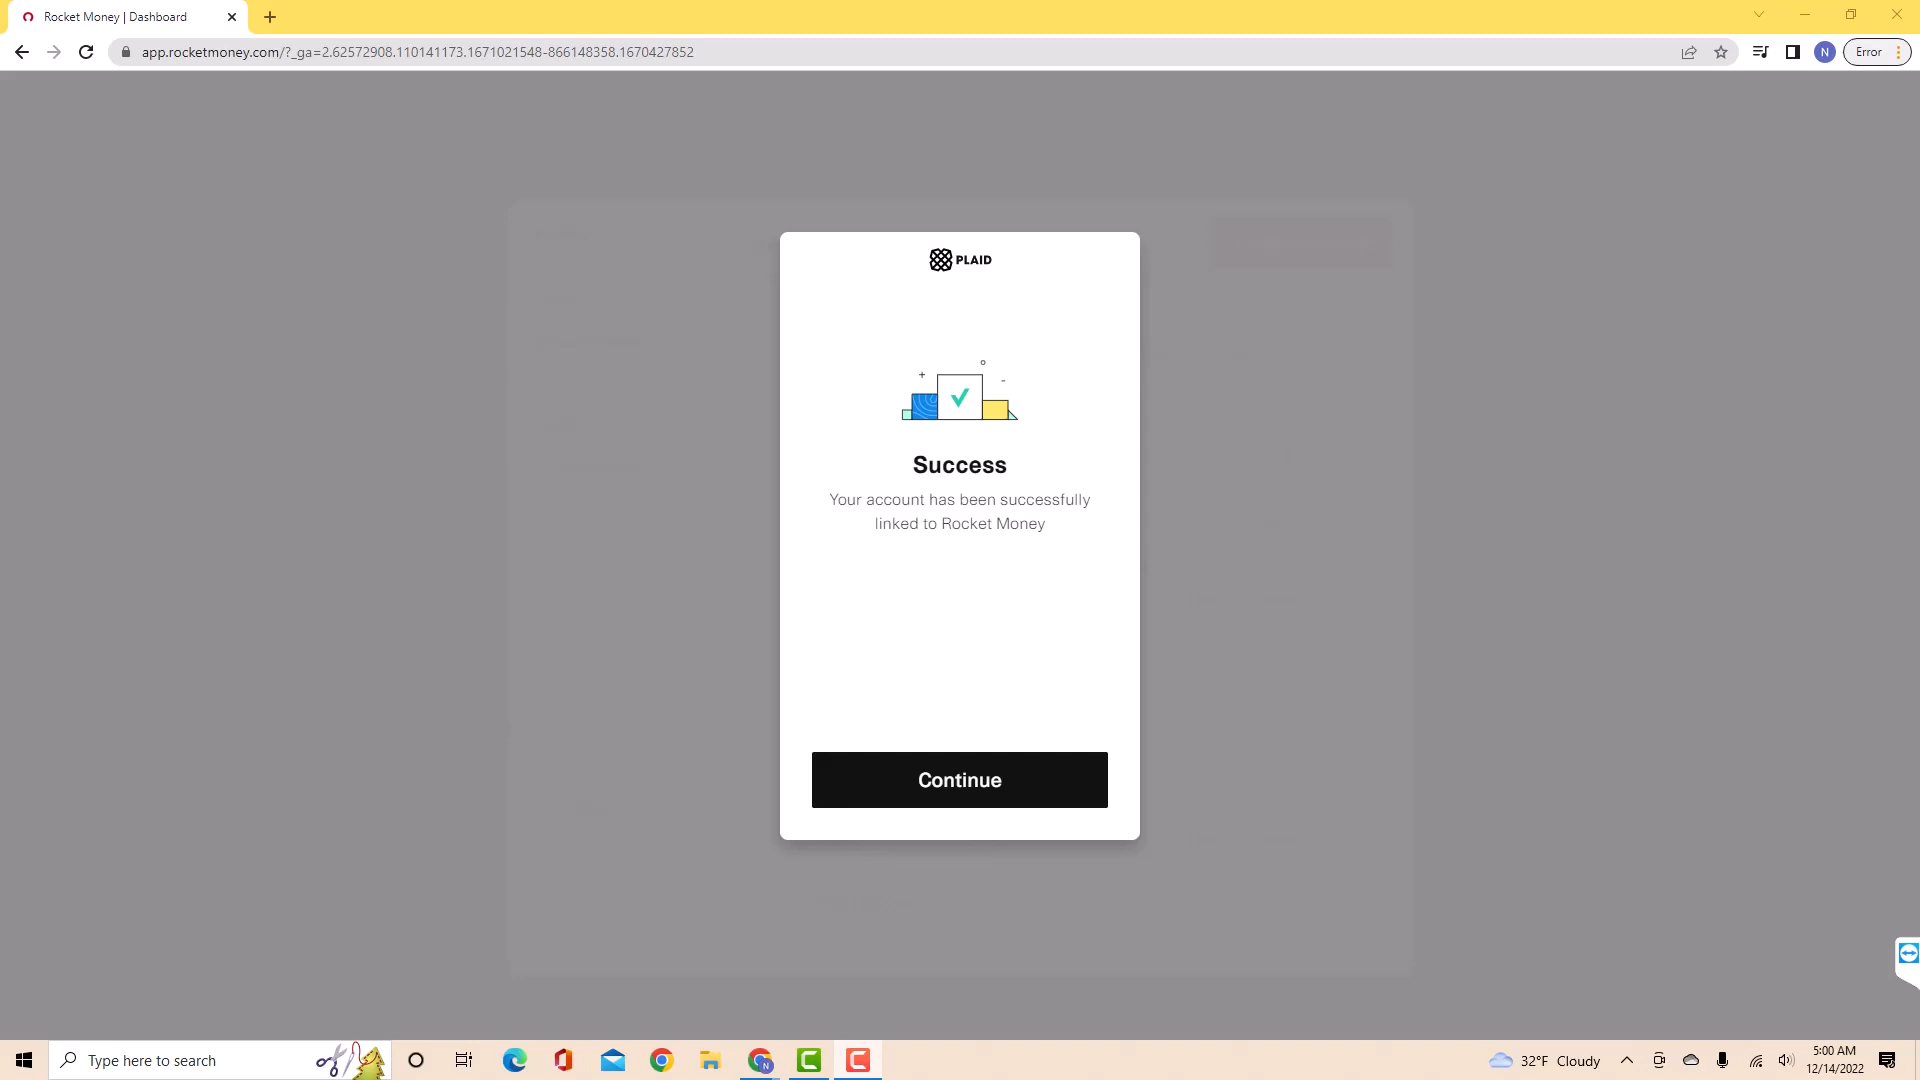 Rocket Money | Dashboard
app.rocketmoney.com/?_ga=2.62572908.110141173.1671021548-866148358.1670427852
N
Error
PLAID
Success
Your account has been successfully
linked to Rocket Money
Continue
Type here to search
N
32°F Cloudy
5:00 AM
12/14/2022